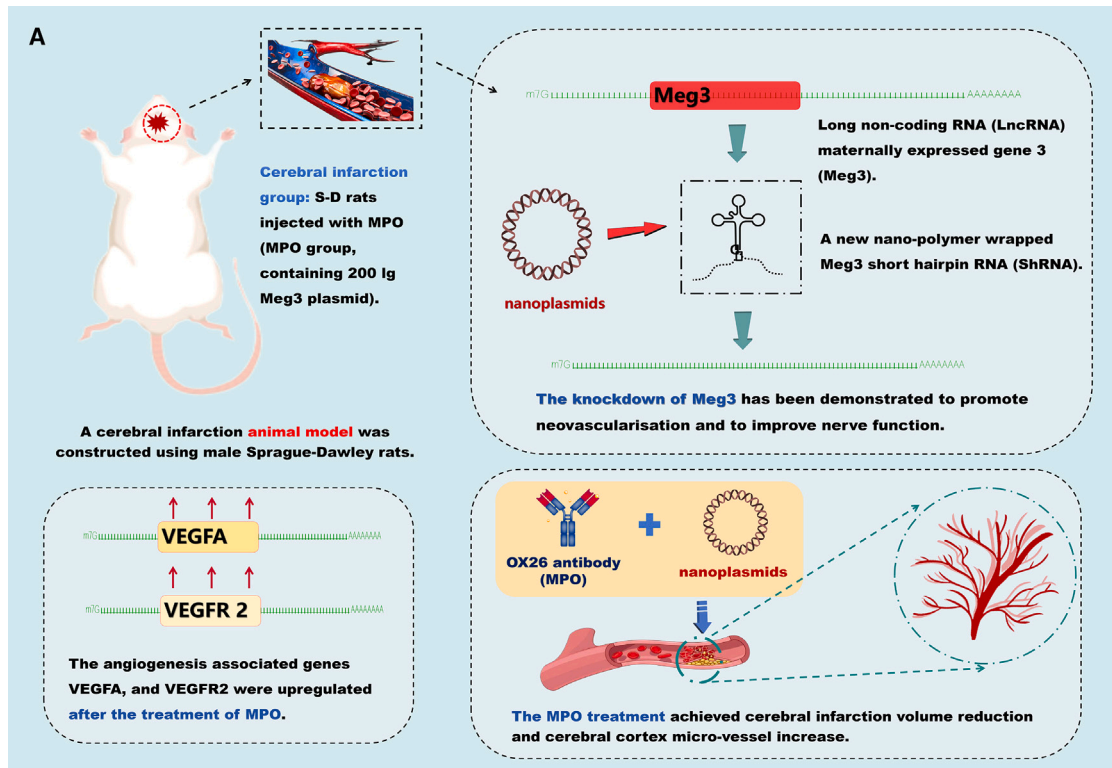 A
Cerebral infarction
group: S-D rats
injected with MPO
(MPO group,
containing 200 lg
Meg3 plasmid).
A cerebral infarction animal model was
constructed using male Sprague-Dawley rats.
m7G Meg3 AAAAAAAA
Long non-coding RNA (LncRNA)
maternally expressed gene 3
(Meg3).
nanoplasmids
A new nano-polymer wrapped
Meg3 short hairpin RNA (ShRNA).
m7G AAAAAAAA
The knockdown of Meg3 has been demonstrated to promote
neovascularisation and to improve nerve function.
m7G VEGFA AAAAAAAA
m7G VEGFR 2 AAAAAAAA
The angiogenesis associated genes
VEGFA, and VEGFR2 were upregulated
after the treatment of MPO.
OX26 antibody
(MPO)
nanoplasmids
The MPO treatment achieved cerebral infarction volume reduction
and cerebral cortex micro-vessel increase.